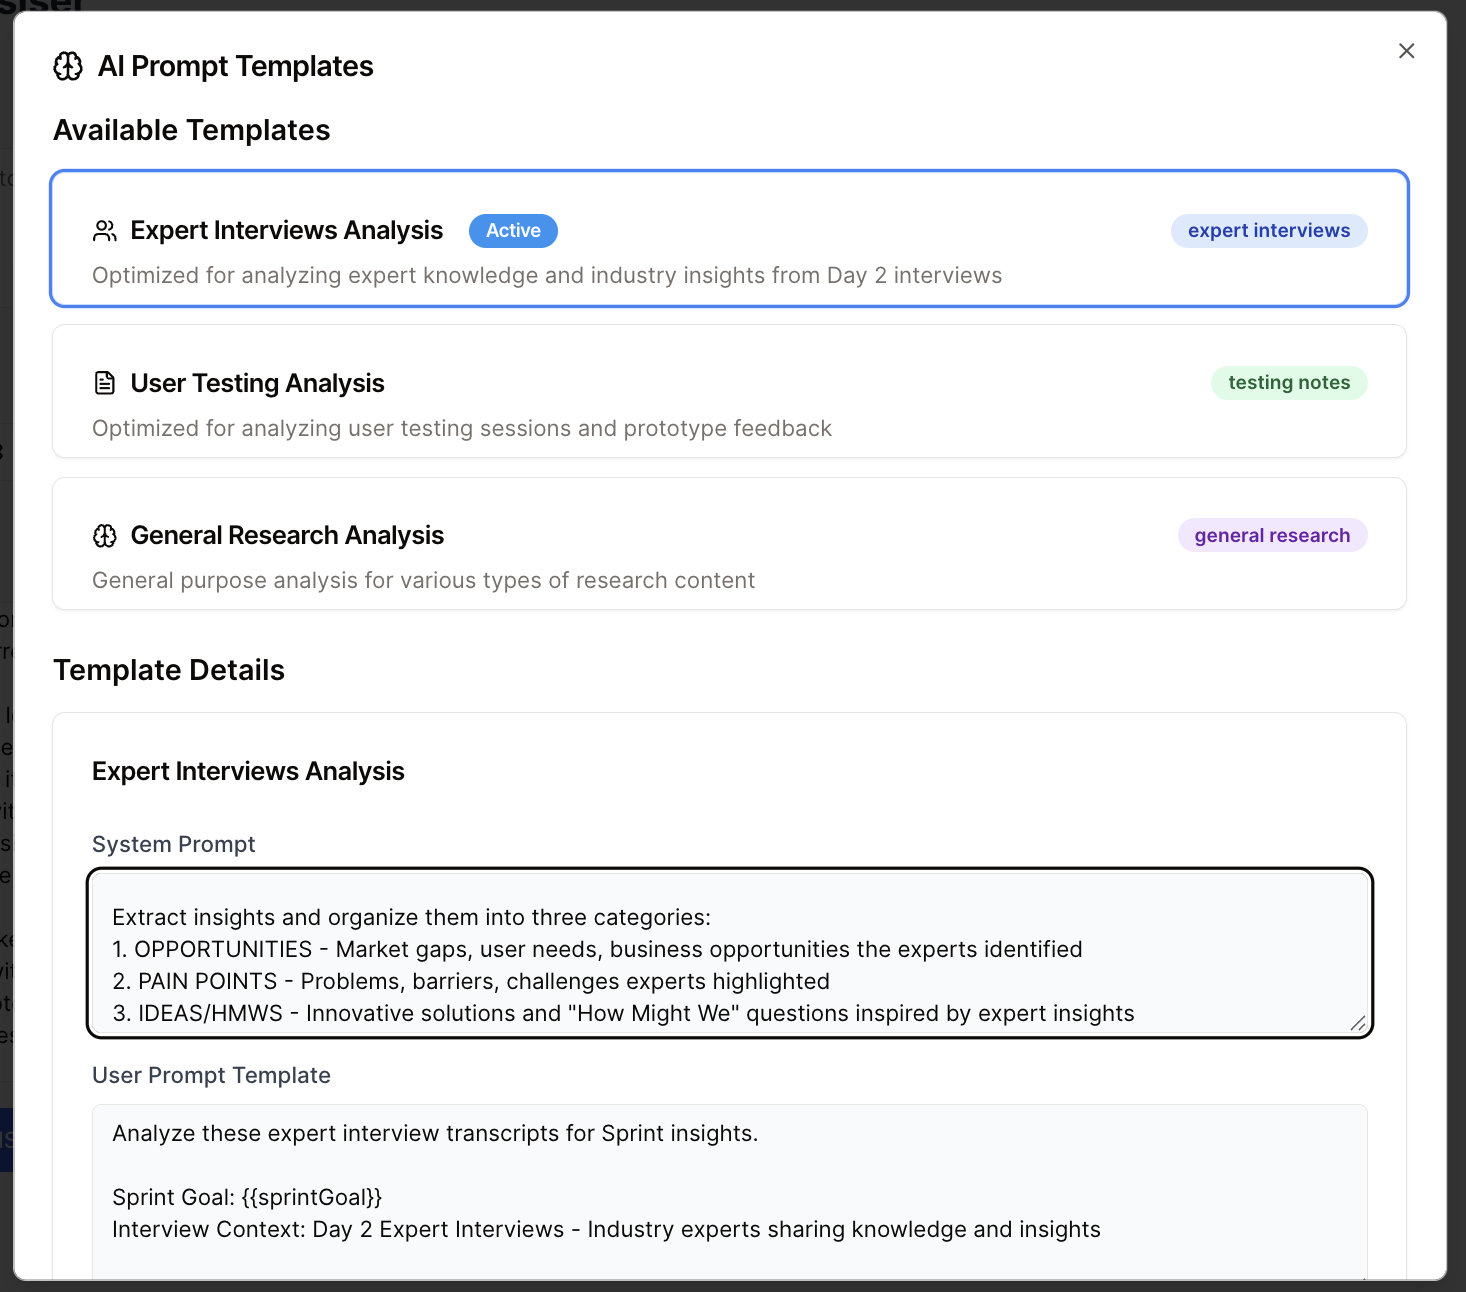 AI Prompt Templates
Available Templates
Expert Interviews Analysis Active expert interviews
Optimized for analyzing expert knowledge and industry insights from Day 2 interviews
User Testing Analysis testing notes
Optimized for analyzing user testing sessions and prototype feedback
General Research Analysis general research
General purpose analysis for various types of research content
Template Details
Expert Interviews Analysis
System Prompt
Extract insights and organize them into three categories:
1. OPPORTUNITIES - Market gaps, user needs, business opportunities the experts identified
2. PAIN POINTS - Problems, barriers, challenges experts highlighted
3. IDEAS/HMWS - Innovative solutions and "How Might We" questions inspired by expert insights
User Prompt Template
Analyze these expert interview transcripts for Sprint insights.
Sprint Goal: {{sprintGoal}}
Interview Context: Day 2 Expert Interviews - Industry experts sharing knowledge and insights